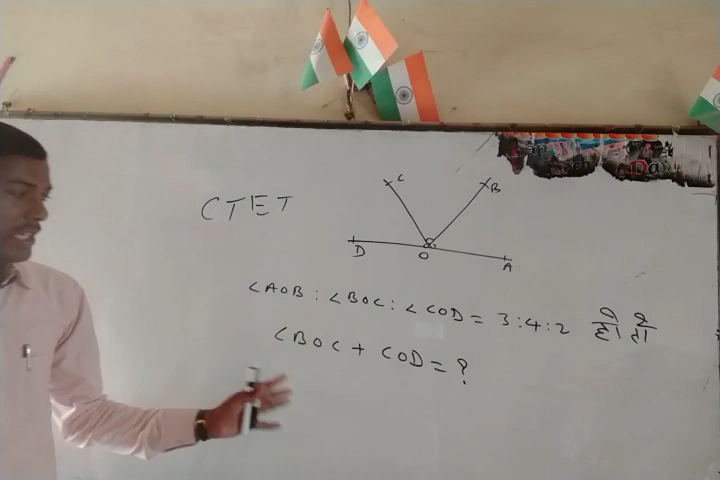 CTET
C
B
D
O
A
∠AOB : ∠BOC : ∠COD = 3:4:2 हो तो
∠BOC + COD = ?